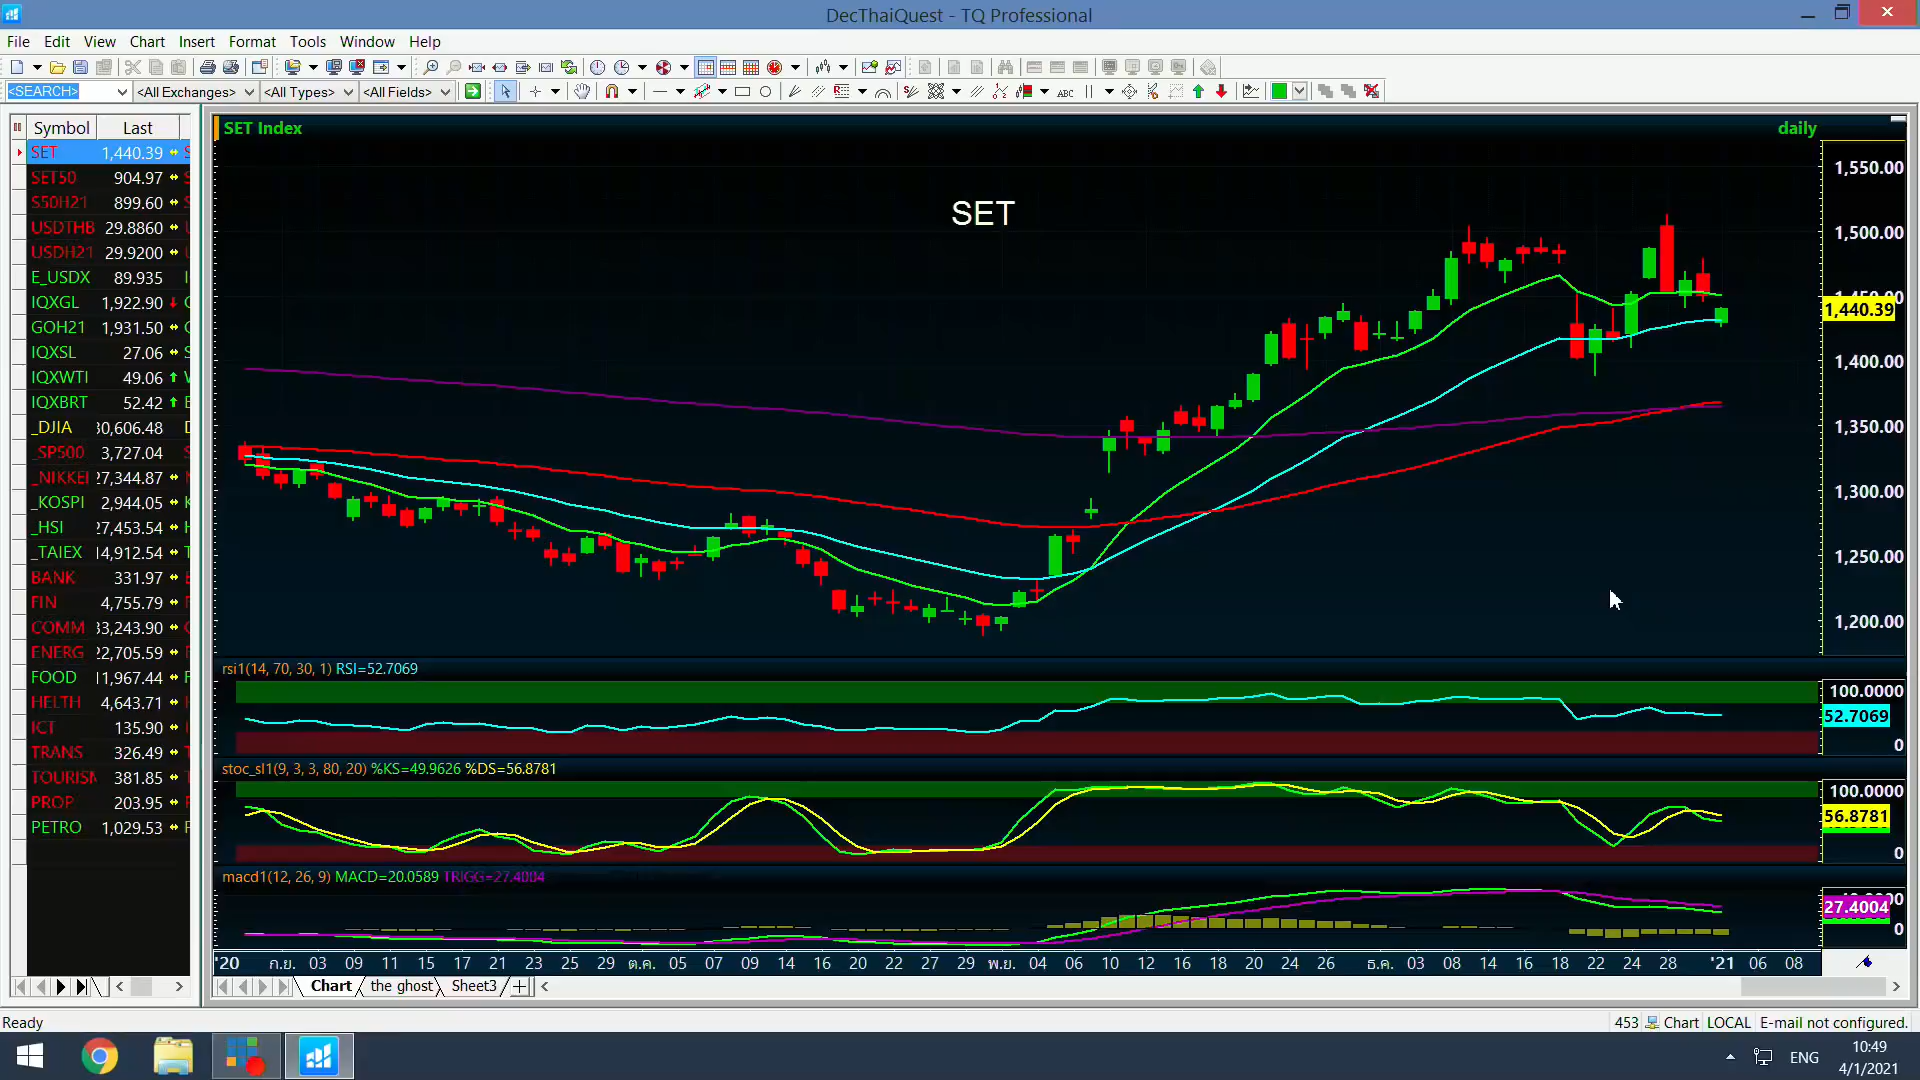 DecThaiQuest - TQ Professional
File Edit View Chart Insert Format Tools Window Help
<SEARCH> <All Exchanges> <All Types> <All Fields> ABC
Symbol Last
SET 1,440.39
SET50 904.97
S50H21 899.60
USDTHB 29.8860
USDH21 29.9200
E_USDX 89.935
IQXGL 1,922.90
GOH21 1,931.50
IQXSL 27.06
IQXWTI 49.06
IQXBRT 52.42
_DJIA 30,606.48
_SP500 3,727.04
_NIKKEI 27,344.87
_KOSPI 2,944.05
_HSI 27,453.54
_TAIEX 14,912.54
BANK 331.97
FIN 4,755.79
COMM 33,243.90
ENERG 22,705.59
FOOD 11,967.44
HELTH 4,643.71
ICT 135.90
TRANS 326.49
TOURISM 381.85
PROP 203.95
PETRO 1,029.53
SET Index daily
SET
1,550.00
1,500.00
1,450.00
1,440.39
1,400.00
1,350.00
1,300.00
1,250.00
1,200.00
rsi1(14, 70, 30, 1) RSI=52.7069
100.0000
52.7069
0
stoc_sl1(9, 3, 3, 80, 20) %KS=49.9626 %DS=56.8781
100.0000
56.8781
0
macd1(12, 26, 9) MACD=20.0589 TRIGG=27.4004
27.4004
0
'20 ก.ย. 03 09 11 15 17 21 23 25 29 ต.ค. 05 07 09 14 16 20 22 27 29 พ.ย. 04 06 10 12 16 18 20 24 26 ธ.ค. 03 08 14 16 18 22 24 28 '21 06 08
Chart the ghost Sheet3
Ready 453 Chart LOCAL E-mail not configured.
ENG 10:49
4/1/2021